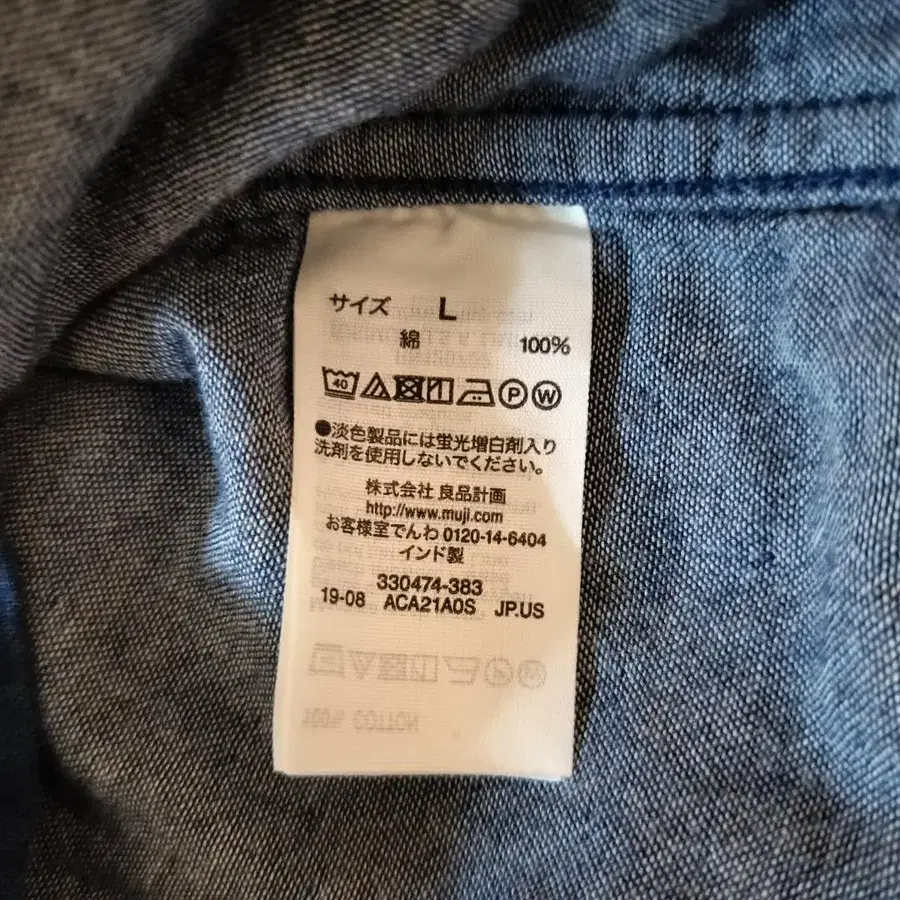 サイズ L
綿 100%
40 P W
●淡色製品には蛍光増白剤入り
洗剤を使用しないでください。
株式会社 良品計画
http://www.muji.com
お客様室でんわ 0120-14-6404
インド製
330474-383
19-08 ACA21A0S JP.US
100% COTTON